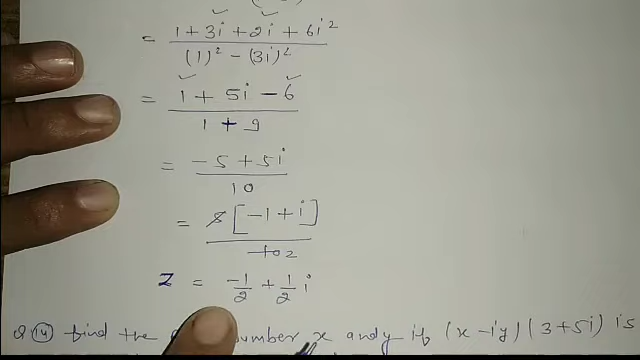 = 1 + 3i + 2i + 6i² / (1)² - (3i)²
= 1 + 5i - 6 / 1 + 9
= -5 + 5i / 10
= 5[-1 + i] / 10 2
Z = -1/2 + 1/2 i
Q (14) find the number x and y if (x - iy)(3 + 5i) is